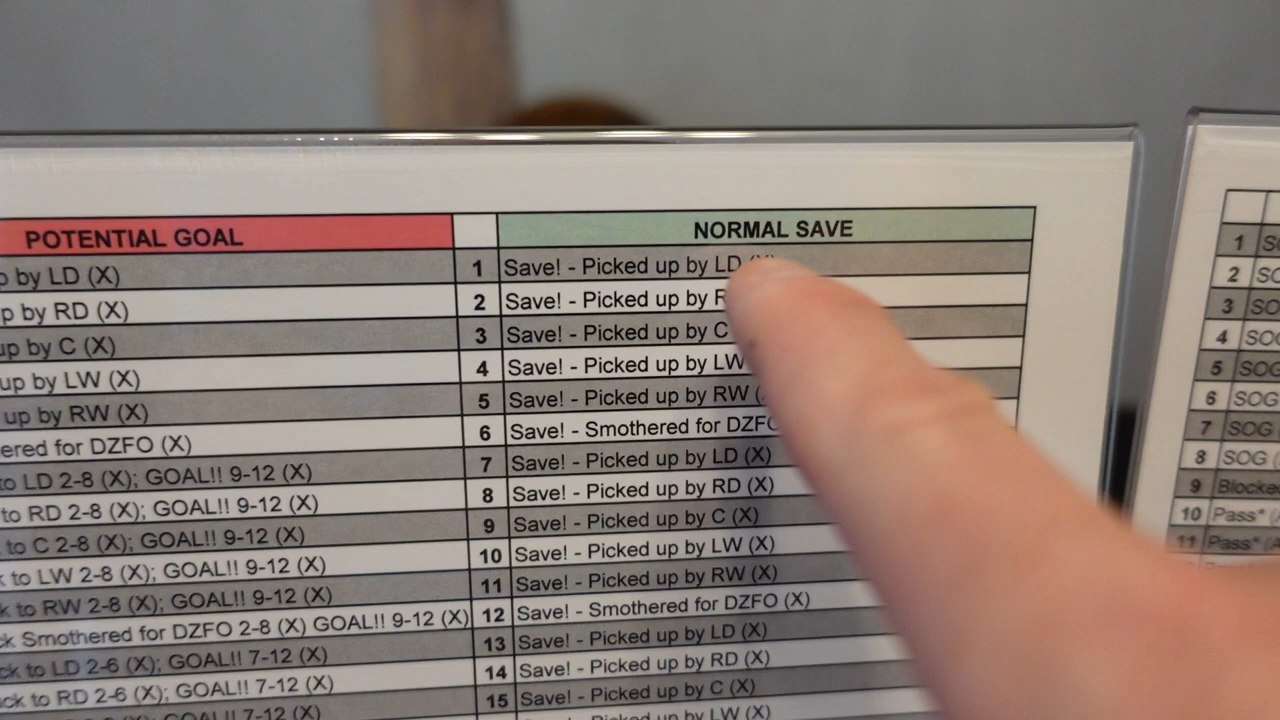 POTENTIAL GOAL NORMAL SAVE
by LD (X) 1 Save! - Picked up by LD
by RD (X) 2 Save! - Picked up by
up by C (X) 3 Save! - Picked up by C
up by LW (X) 4 Save! - Picked up by LW
up by RW (X) 5 Save! - Picked up by RW
for DZFO (X) 6 Save! - Smothered for DZFO
to LD 2-8 (X); GOAL!! 9-12 (X) 7 Save! - Picked up by LD (X)
to RD 2-8 (X); GOAL!! 9-12 (X) 8 Save! - Picked up by RD (X)
to C 2-8 (X); GOAL!! 9-12 (X) 9 Save! - Picked up by C (X)
to LW 2-8 (X); GOAL!! 9-12 (X) 10 Save! - Picked up by LW (X)
to RW 2-8 (X); GOAL!! 9-12 (X) 11 Save! - Picked up by RW (X)
Smothered for DZFO 2-8 (X) GOAL!! 9-12 (X) 12 Save! - Smothered for DZFO (X)
to LD 2-6 (X); GOAL!! 7-12 (X) 13 Save! - Picked up by LD (X)
to RD 2-6 (X); GOAL!! 7-12 (X) 14 Save! - Picked up by RD (X)
GOAL!! 7-12 (X) 15 Save! - Picked up by C (X)
Save! - Picked up by LW (X)
1
2
3
4 SOG
5 SOG
6 SOG
7 SOG
8 SOG
9 Blocked
10 Pass*
11 Pass*